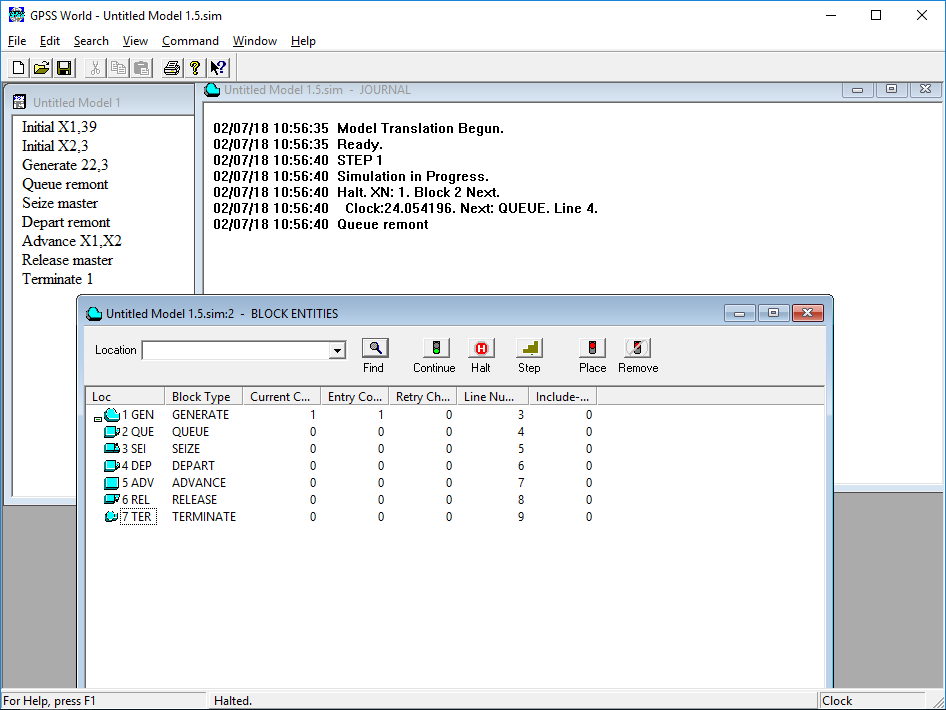 GPSS World - Untitled Model 1.5.sim
File Edit Search View Command Window Help
Untitled Model 1
Initial X1,39
Initial X2,3
Generate 22,3
Queue remont
Seize master
Depart remont
Advance X1,X2
Release master
Terminate 1
Untitled Model 1.5.sim - JOURNAL
02/07/18 10:56:35 Model Translation Begun.
02/07/18 10:56:35 Ready.
02/07/18 10:56:40 STEP 1
02/07/18 10:56:40 Simulation in Progress.
02/07/18 10:56:40 Halt. XN: 1. Block 2 Next.
02/07/18 10:56:40 Clock:24.054196. Next: QUEUE. Line 4.
02/07/18 10:56:40 Queue remont
Untitled Model 1.5.sim:2 - BLOCK ENTITIES
Location Find Continue Halt Step Place Remove
Loc Block Type Current C... Entry Co... Retry Ch... Line Nu... Include-...
1 GEN GENERATE 1 1 0 3 0
2 QUE QUEUE 0 0 0 4 0
3 SEI SEIZE 0 0 0 5 0
4 DEP DEPART 0 0 0 6 0
5 ADV ADVANCE 0 0 0 7 0
6 REL RELEASE 0 0 0 8 0
7 TER TERMINATE 0 0 0 9 0
For Help, press F1 Halted. Clock